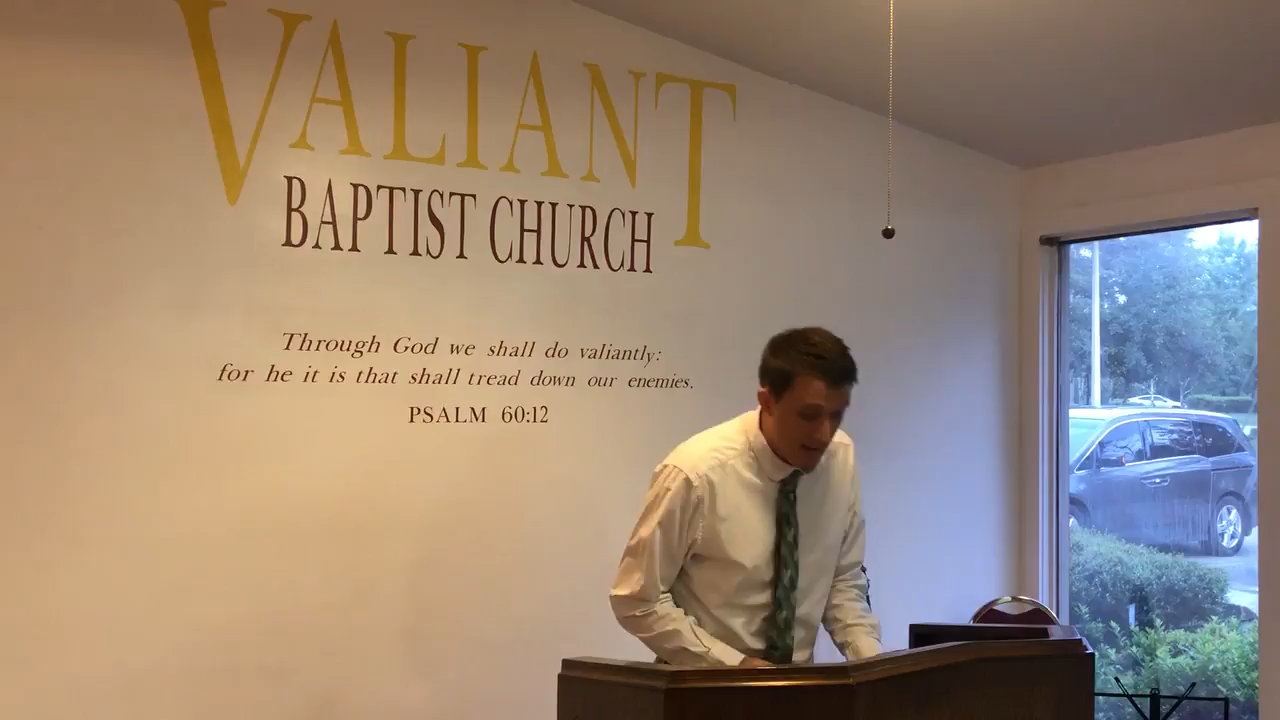 VALIANT
BAPTIST CHURCH
Through God we shall do valiantly:
for he it is that shall tread down our enemies.
PSALM 60:12